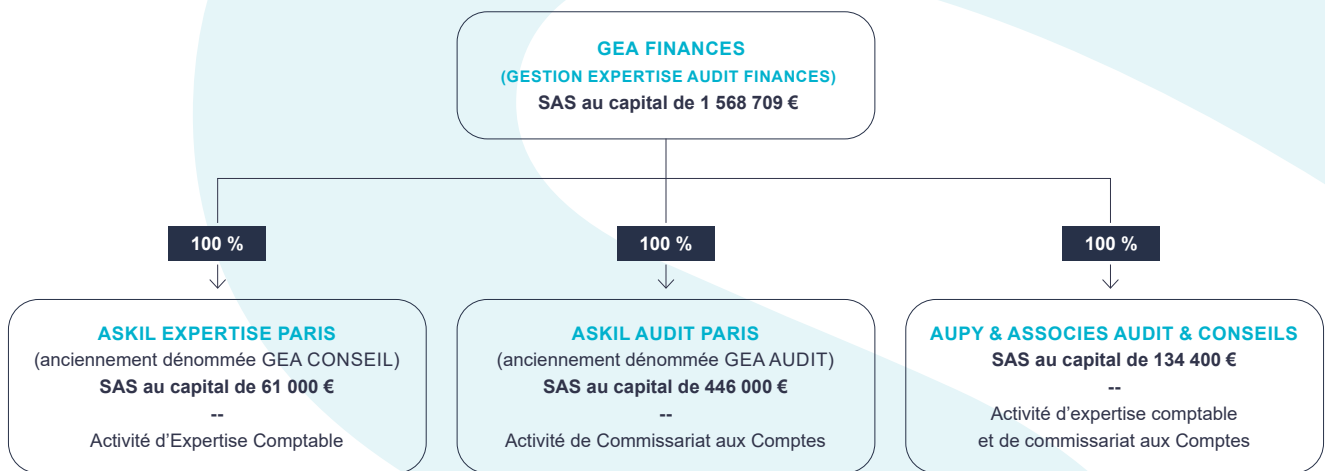 GEA FINANCES
(GESTION EXPERTISE AUDIT FINANCES)
SAS au capital de 1 568 709 €
100 %
100 %
100 %
ASKIL EXPERTISE PARIS
(anciennement dénommée GEA CONSEIL)
SAS au capital de 61 000 €
--
Activité d’Expertise Comptable
ASKIL AUDIT PARIS
(anciennement dénommée GEA AUDIT)
SAS au capital de 446 000 €
--
Activité de Commissariat aux Comptes
AUPY & ASSOCIES AUDIT & CONSEILS
SAS au capital de 134 400 €
--
Activité d’expertise comptable
et de commissariat aux Comptes